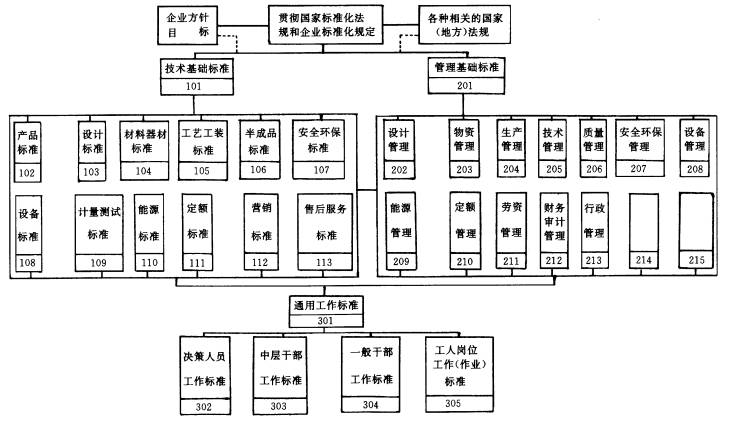 企业方针
目 标
贯彻国家标准化法
规和企业标准化规定
各种相关的国家
(地方)法规
技术基础标准
101
管理基础标准
201
产品
标准
102
设计
标准
103
材料器材
标准
104
工艺工装
标准
105
半成品
标准
106
安全环保
标准
107
设计
管理
202
物资
管理
203
生产
管理
204
技术
管理
205
质量
管理
206
安全环保
管理
207
设备
管理
208
设备
标准
108
计量测试
标准
109
能源
标准
110
定额
标准
111
营销
标准
112
售后服务
标准
113
能源
管理
209
定额
管理
210
劳资
管理
211
财务
审计
管理
212
行政
管理
213
214
215
通用工作标准
301
决策人员
工作标准
302
中层干部
工作标准
303
一般干部
工作标准
304
工人岗位
工作(作业)
标准
305